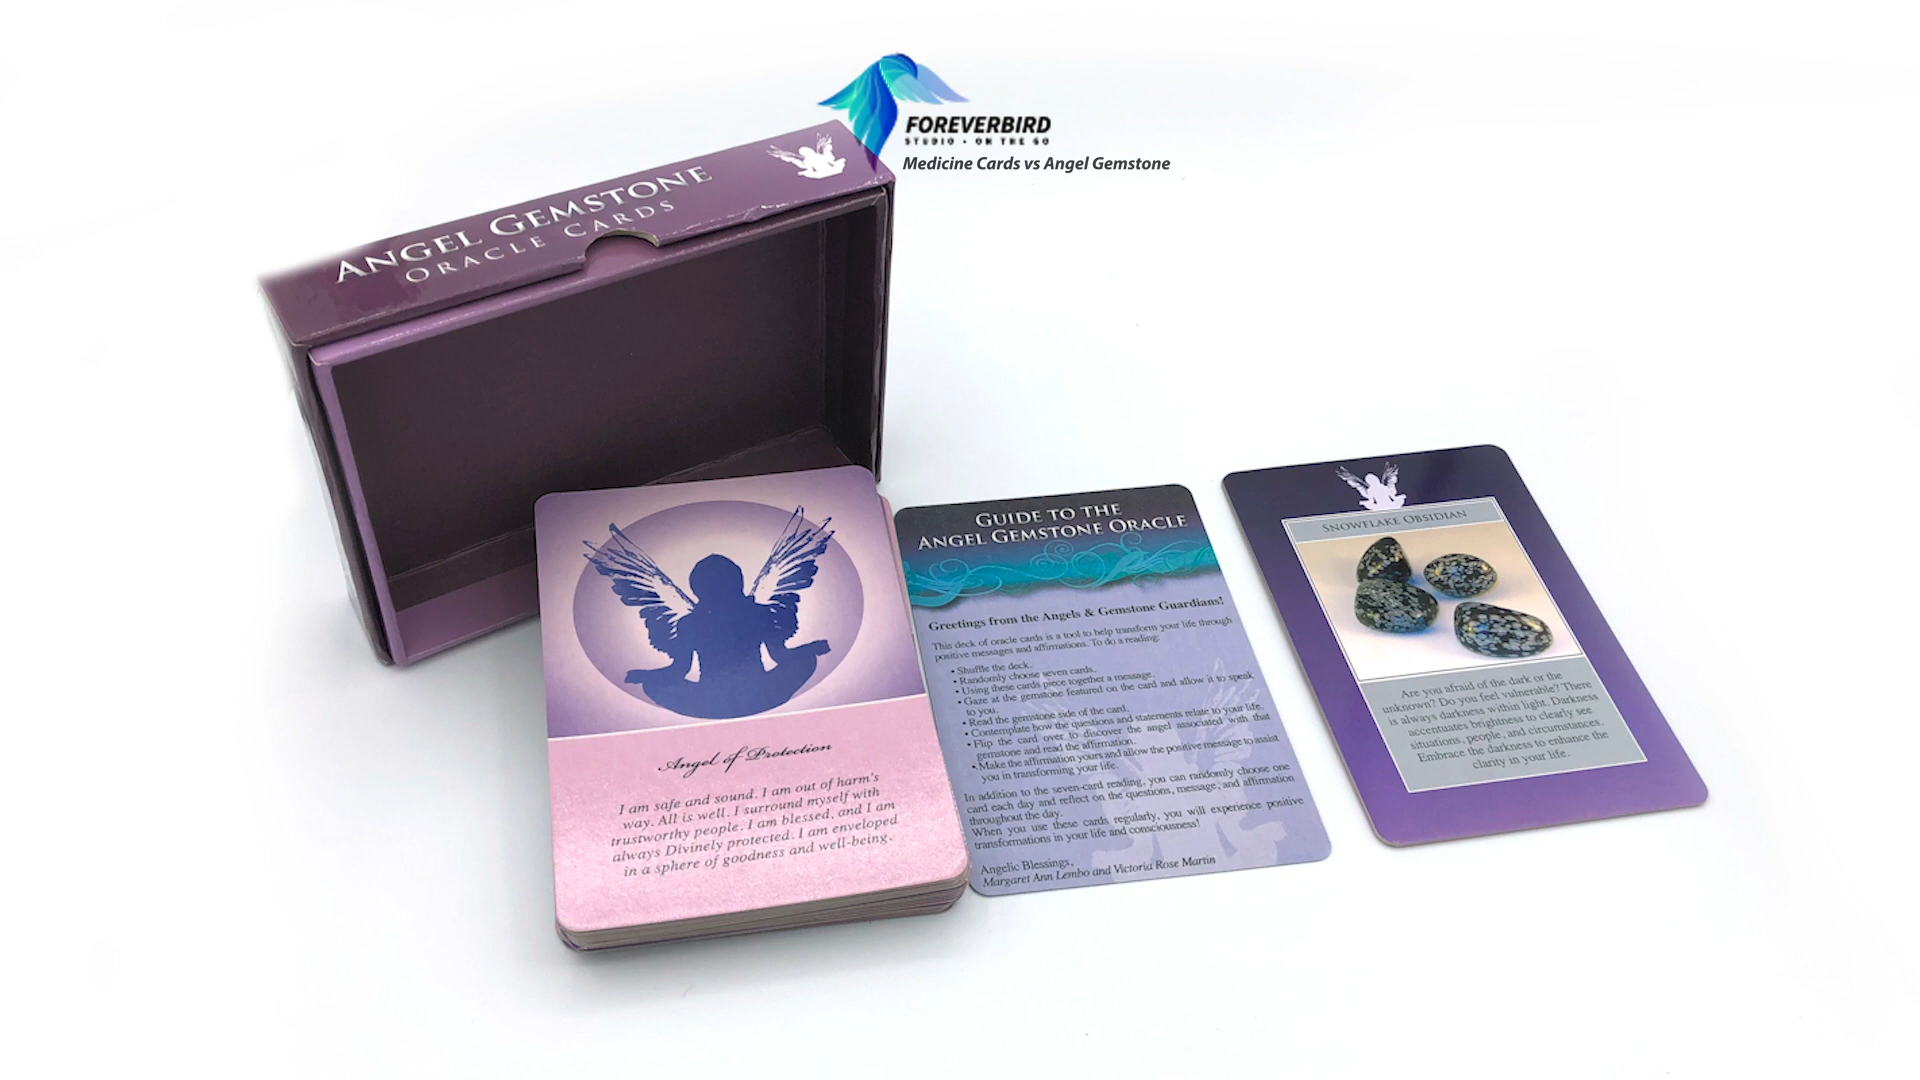 FOREVERBIRD
STUDIO - ON THE GO
Medicine Cards vs Angel Gemstone
ANGEL GEMSTONE
ORACLE CARDS
Angel of Protection
I am safe and sound. I am out of harm's
way. All is well. I surround myself with
trustworthy people. I am blessed, and I am
always Divinely protected. I am enveloped
in a sphere of goodness and well-being.
GUIDE TO THE
ANGEL GEMSTONE ORACLE
Greetings from the Angels & Gemstone Guardians!
This deck of oracle cards is a tool to help transform your life through
positive messages and affirmations. To do a reading:
• Shuffle the deck.
• Randomly choose seven cards.
• Using these cards piece together a message.
• Gaze at the gemstone featured on the card and allow it to speak
to you.
• Read the gemstone side of the card.
• Contemplate how the questions and statements relate to your life.
• Flip the card over to discover the angel associated with that
gemstone and read the affirmation.
• Make the affirmation yours and allow the positive message to assist
you in transforming your life.
In addition to the seven-card reading, you can randomly choose one
card each day and reflect on the questions, message, and affirmation
throughout the day.
When you use these cards regularly, you will experience positive
transformations in your life and consciousness!
Angelic Blessings,
Margaret Ann Lembo and Victoria Rose Martin
SNOWFLAKE OBSIDIAN
Are you afraid of the dark or the
unknown? Do you feel vulnerable? There
is always darkness within light. Darkness
accentuates brightness to clearly see
situations, people, and circumstances.
Embrace the darkness to enhance the
clarity in your life.